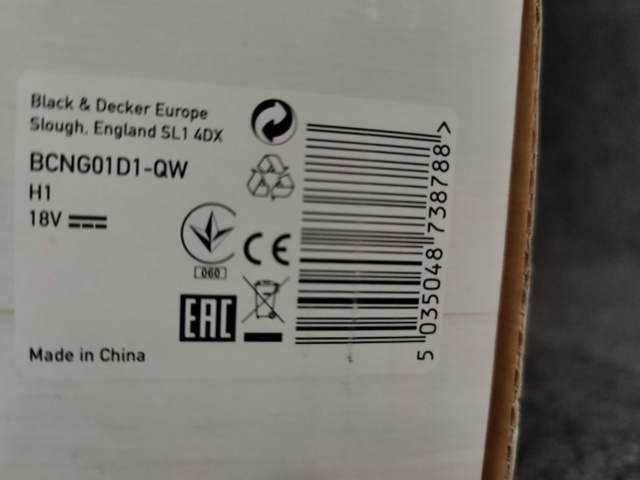 Black & Decker Europe
Slough, England SL1 4DX
BCNG01D1-QW
H1
18V
060
CE
EAC
Made in China
5 035048 738788 >